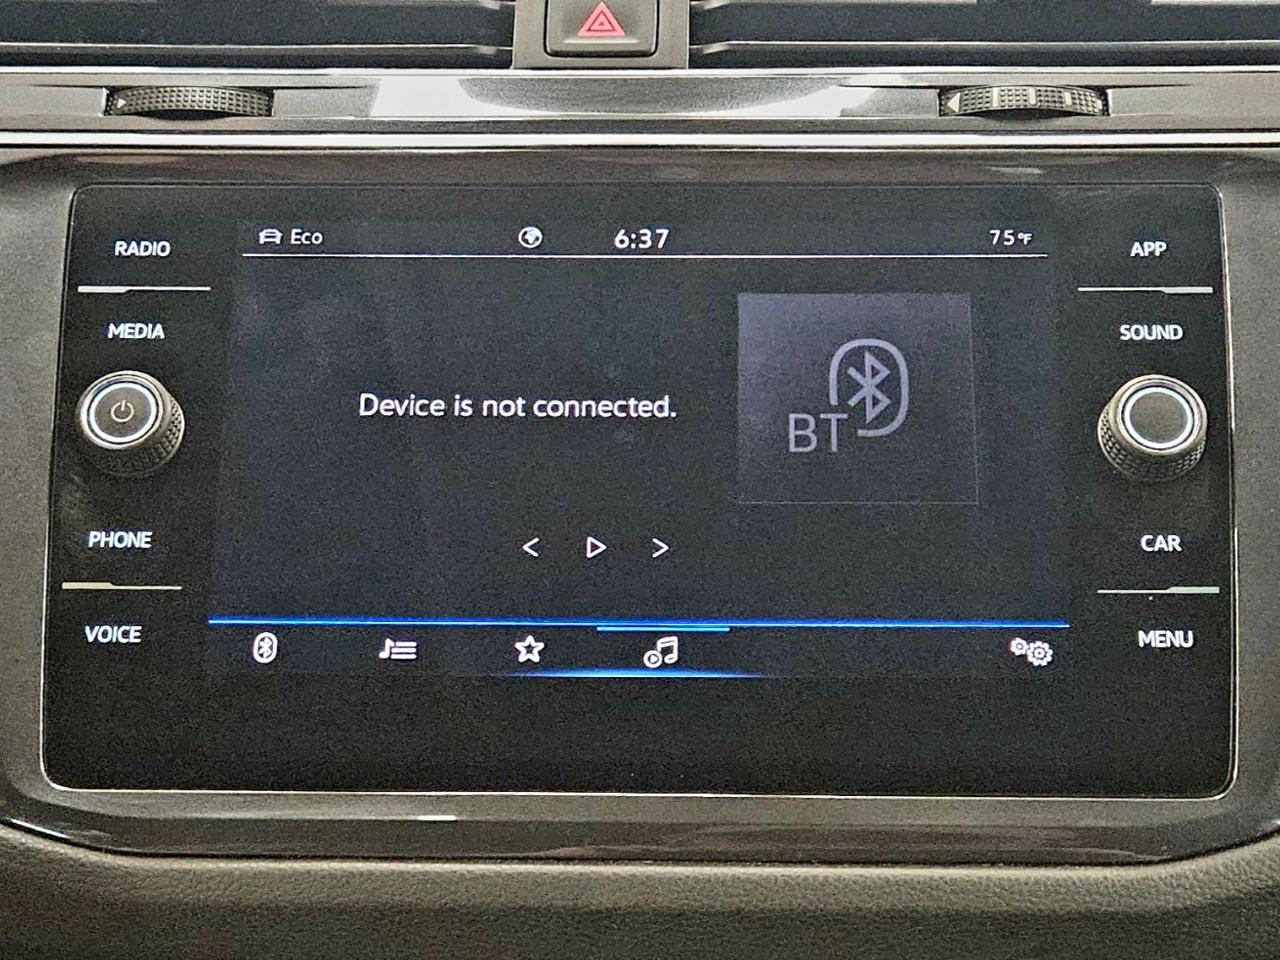 Eco
6:37
75°F
RADIO
APP
MEDIA
SOUND
Device is not connected.
BT
PHONE
CAR
VOICE
MENU